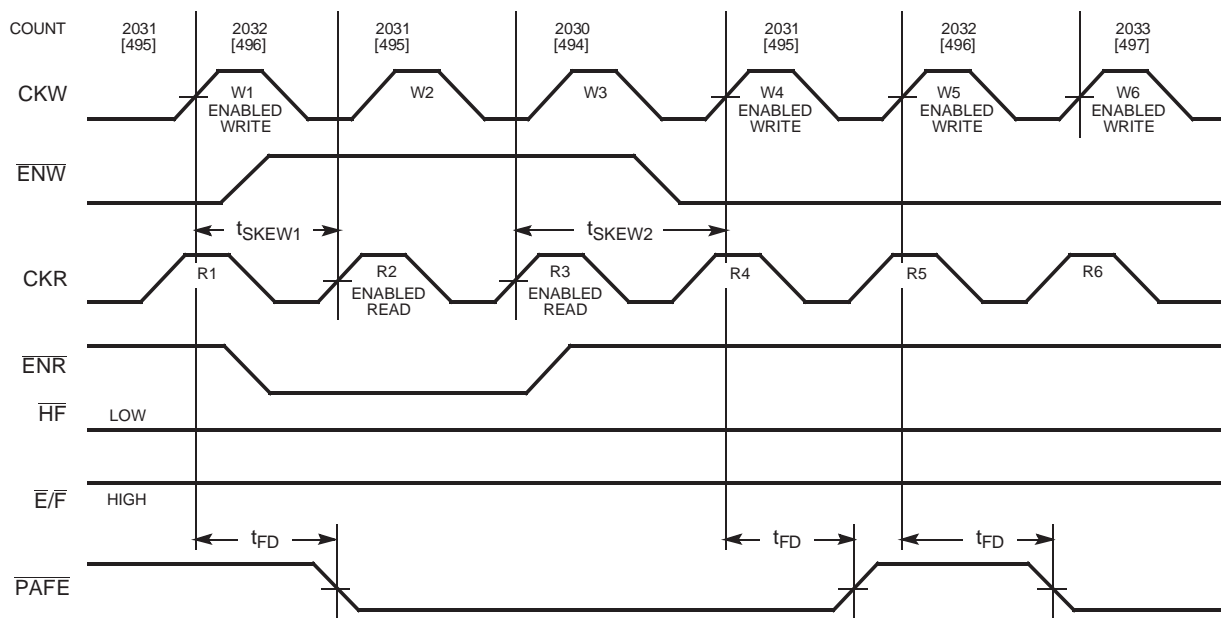 COUNT 2031 2032 2031 2030 2031 2032 2033
[495] [496] [495] [494] [495] [496] [497]
CKW W1 W2 W3 W4 W5 W6
ENABLED ENABLED ENABLED ENABLED
WRITE WRITE WRITE WRITE
ENW
tSKEW1 tSKEW2
CKR R1 R2 R3 R4 R5 R6
ENABLED ENABLED
READ READ
ENR
HF LOW
E/F HIGH
tFD tFD tFD
PAFE